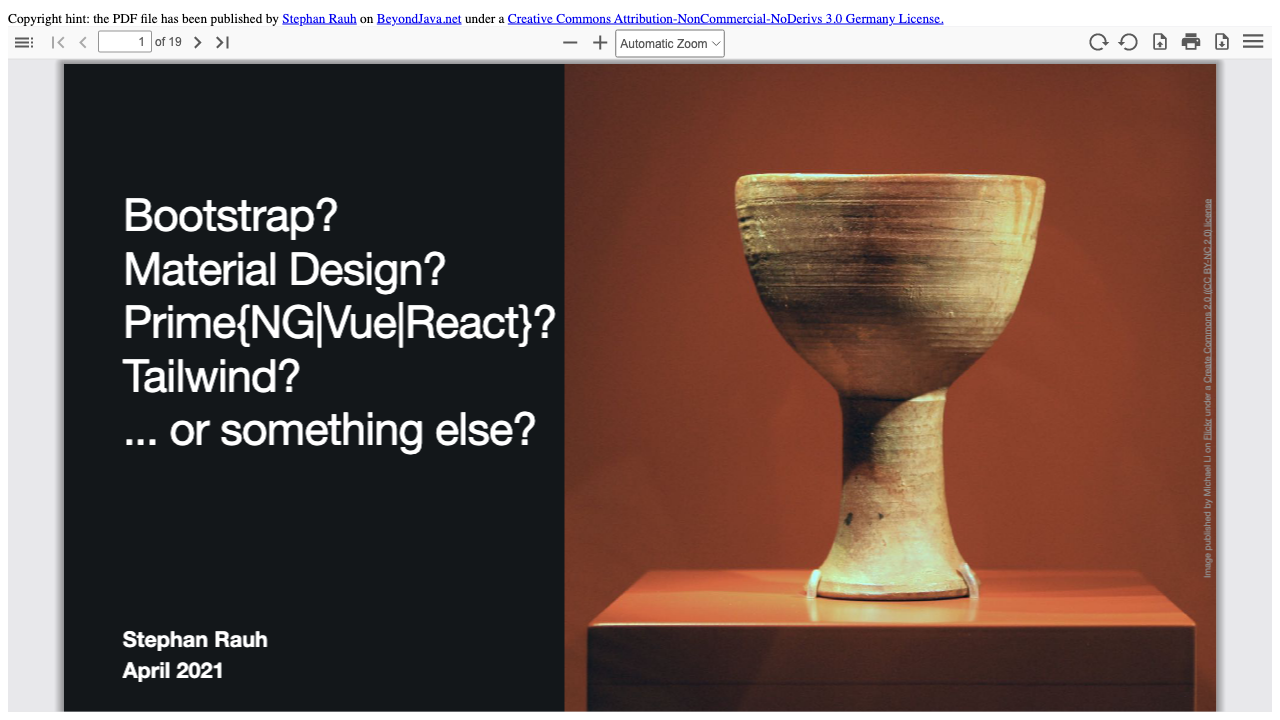 Copyright hint: the PDF file has been published by Stephan Rauh on BeyondJava.net under a Creative Commons Attribution-NonCommercial-NoDerivs 3.0 Germany License.
1 of 19
Automatic Zoom
Bootstrap?
Material Design?
Prime{NG|Vue|React}?
Tailwind?
... or something else?
Stephan Rauh
April 2021
Image published by Michael Li on Flickr under a Create Commons 2.0 ((CC BY-NC 2.0) license